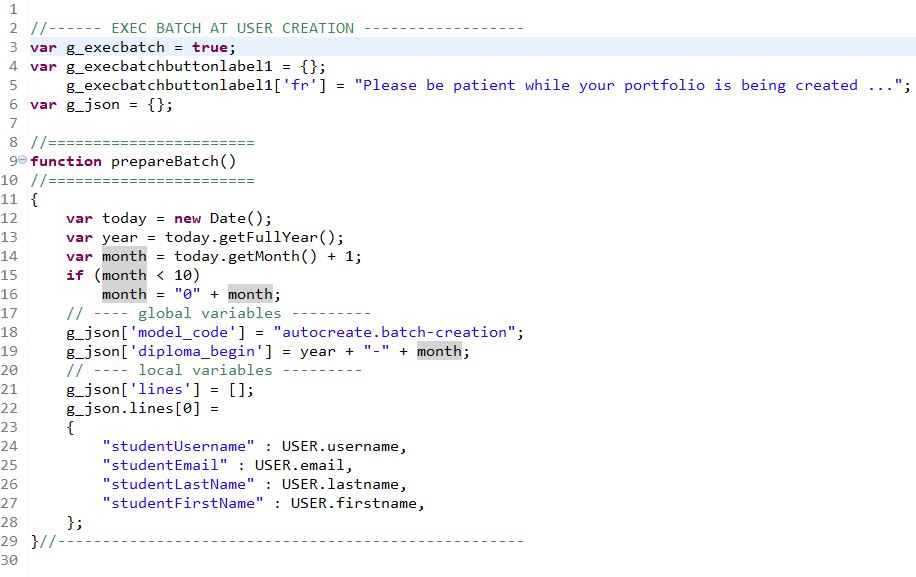 1
2 //------ EXEC BATCH AT USER CREATION ------------------
3 var g_execbatch = true;
4 var g_execbatchbuttonlabel1 = {};
5     g_execbatchbuttonlabel1['fr'] = "Please be patient while your portfolio is being created ...";
6 var g_json = {};
7
8 //=======================
9 function prepareBatch()
10 //=======================
11 {
12     var today = new Date();
13     var year = today.getFullYear();
14     var month = today.getMonth() + 1;
15     if (month < 10)
16         month = "0" + month;
17     // ---- global variables ---------
18     g_json['model_code'] = "autocreate.batch-creation";
19     g_json['diploma_begin'] = year + "-" + month;
20     // ---- local variables ---------
21     g_json['lines'] = [];
22     g_json.lines[0] =
23     {
24         "studentUsername" : USER.username,
25         "studentEmail" : USER.email,
26         "studentLastName" : USER.lastname,
27         "studentFirstName" : USER.firstname,
28     };
29 }//----------------------------------------------------
30